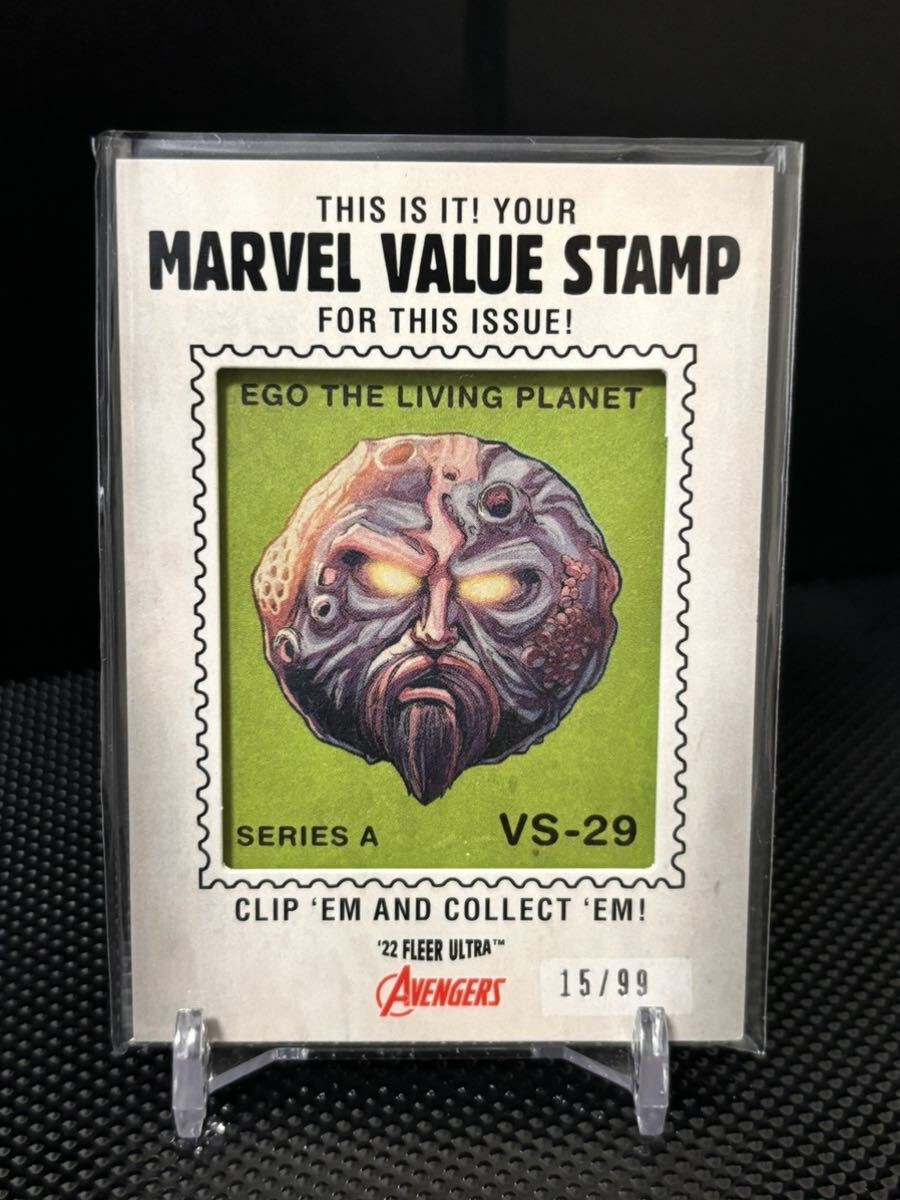 THIS IS IT! YOUR
MARVEL VALUE STAMP
FOR THIS ISSUE!
EGO THE LIVING PLANET
SERIES A
VS-29
CLIP 'EM AND COLLECT 'EM!
'22 FLEER ULTRA™
AVENGERS
15/99